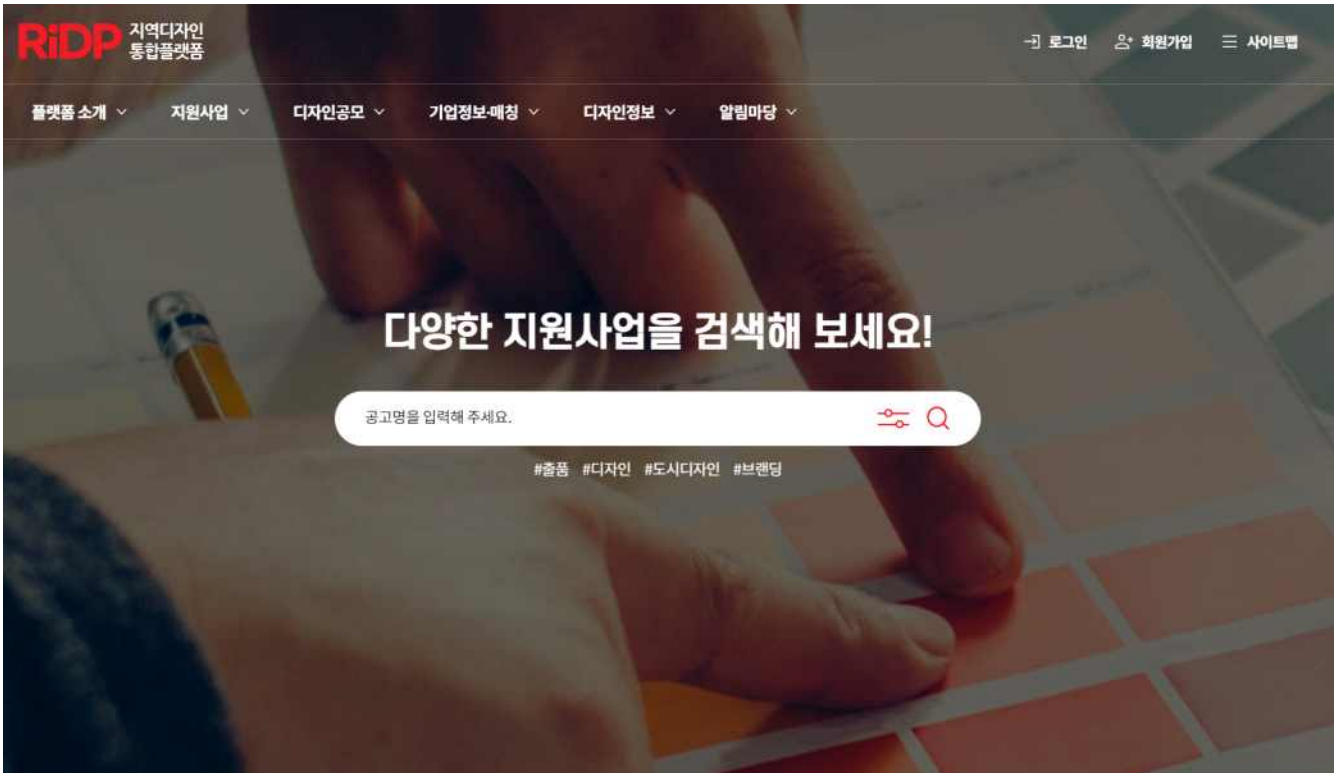 RiDP 지역디자인
통합플랫폼
로그인 회원가입 사이트맵
플랫폼 소개 지원사업 디자인공모 기업정보·매칭 디자인정보 알림마당
다양한 지원사업을 검색해 보세요!
공고명을 입력해 주세요.
#출품 #디자인 #도시디자인 #브랜딩